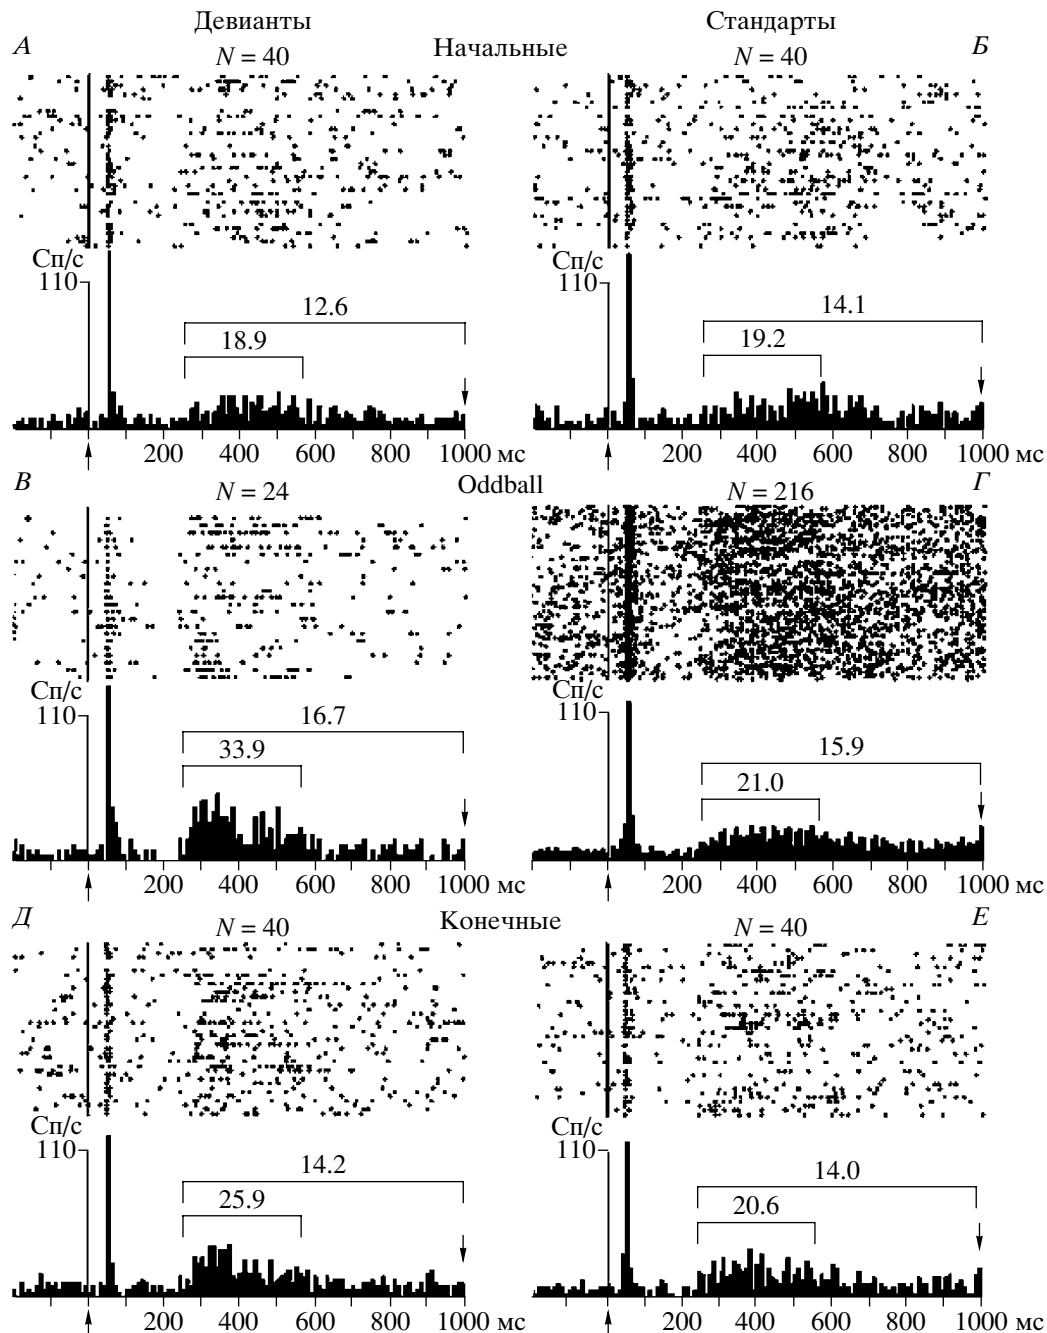 Девианты Стандарты
А Начальные Б
N = 40 N = 40
Сп/с
110 110
12.6 14.1
18.9 19.2
200 400 600 800 1000 мс 200 400 600 800 1000 мс
В N = 24 Oddball N = 216 Г
Сп/с Сп/с
110 110
16.7 15.9
33.9 21.0
200 400 600 800 1000 мс 200 400 600 800 1000 мс
Д N = 40 Конечные N = 40 Е
Сп/с Сп/с
110 110
14.2 14.0
25.9 20.6
200 400 600 800 1000 мс 200 400 600 800 1000 мс